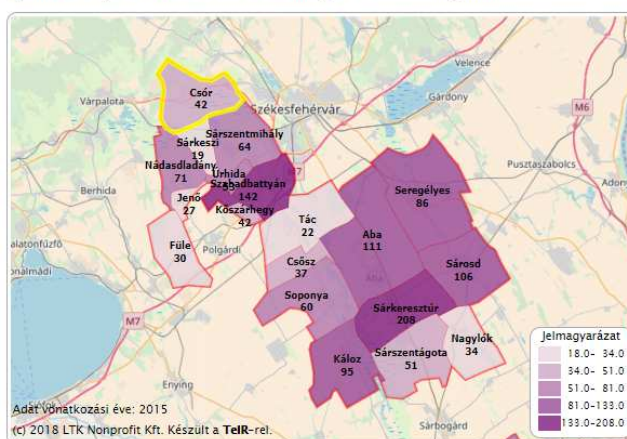 Csór
42
Velence
Várpalota
Székesfehérvár
Gárdony
M6
Sárkeszi
19
Sárszentmihály
64
Nádasdladány
71
Úrhida
Szabadbattyán
142
M7
Pusztaszabolcs
Adony
Berhida
Jenő
27
Kőszárhegy
42
Seregélyes
86
Tác
22
Aba
111
Füle
30
Polgárdi
Balatonfűzfő
Csősz
37
Sárosd
106
Soponya
60
Sárkeresztúr
208
M7
Nagylók
34
Káloz
95
Sárszentágota
51
Enying
Sárbogárd
Jelmagyarázat
18.0- 34.0
34.0- 51.0
51.0- 81.0
81.0-133.0
133.0-208.0
Adat vonatkozási éve: 2015
(c) 2018 LTK Nonprofit Kft. Készült a TeIR-rel.